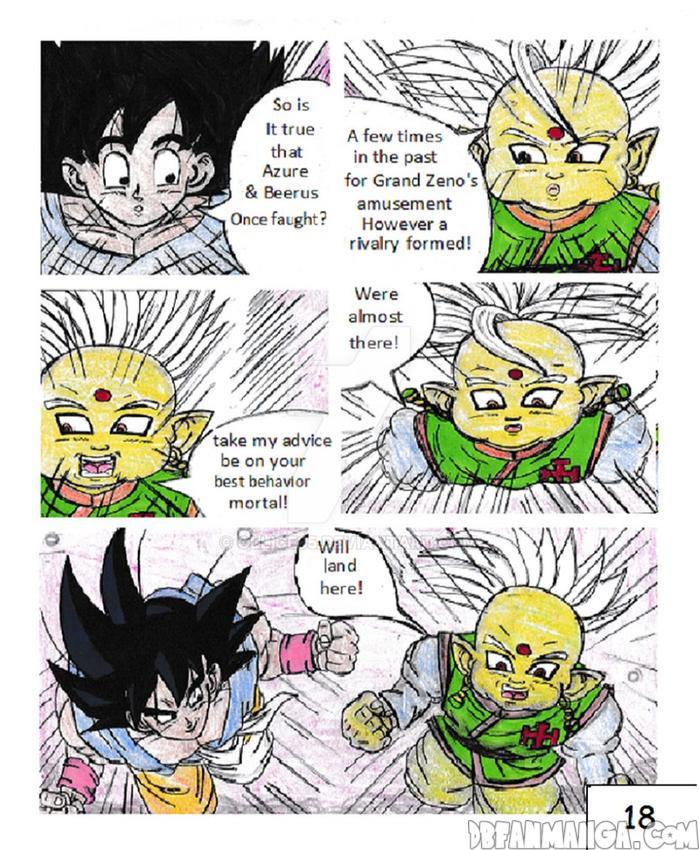 So is
It true
that
Azure
& Beerus
Once faught?
A few times
in the past
for Grand Zeno's
amusement
However a
rivalry formed!
take my advice
be on your
best behavior
mortal!
Were
almost
there!
Will
land
here!
18
DBFANMANGA.COM